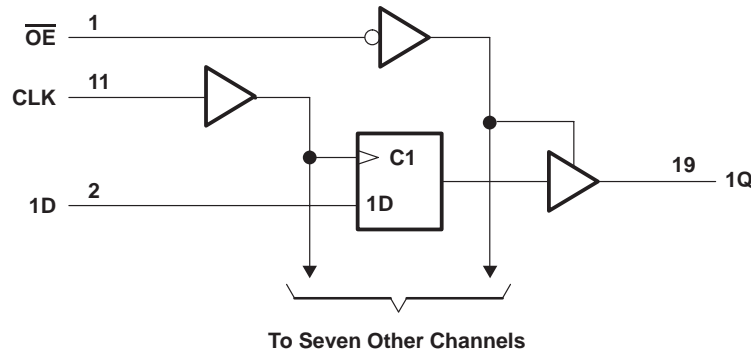 OE
1
CLK
11
C1
1D
2
1D
19
1Q
To Seven Other Channels